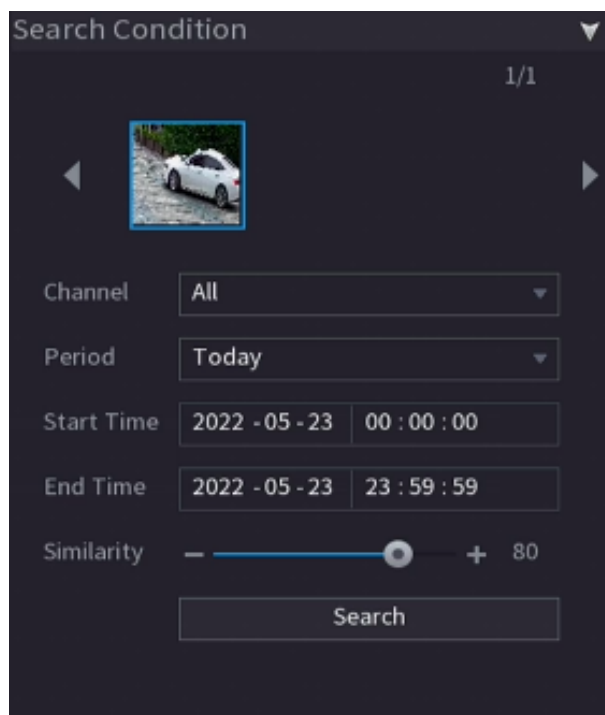 Search Condition
1/1
Channel All
Period Today
Start Time 2022 - 05 - 23 00 : 00 : 00
End Time 2022 - 05 - 23 23 : 59 : 59
Similarity − + 80
Search